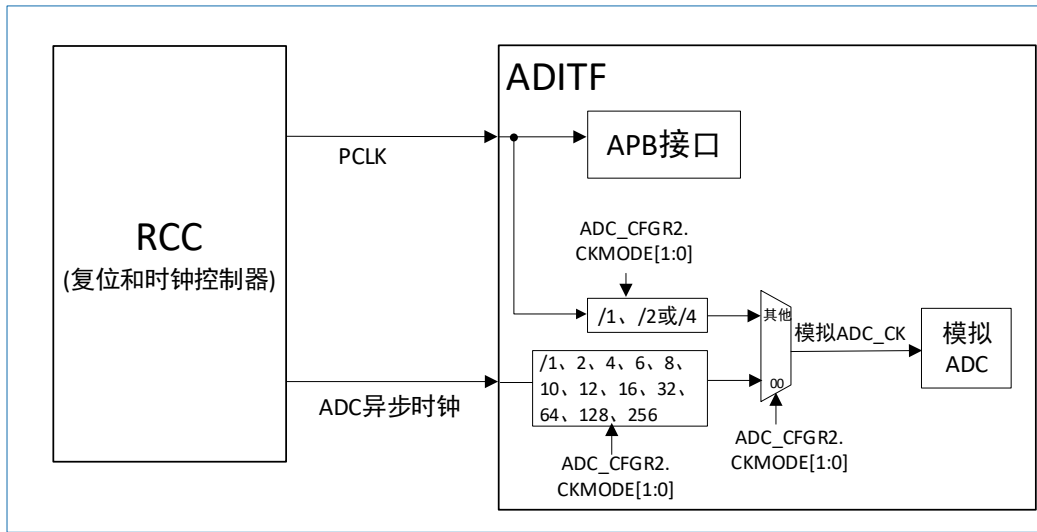 ADITF
RCC
(复位和时钟控制器)
PCLK
APB接口
ADC_CFGR2.
CKMODE[1:0]
/1、/2或/4
其他
模拟ADC_CK
模拟
ADC
ADC异步时钟
/1、2、4、6、8、
10、12、16、32、
64、128、256
00
ADC_CFGR2.
CKMODE[1:0]
ADC_CFGR2.
CKMODE[1:0]